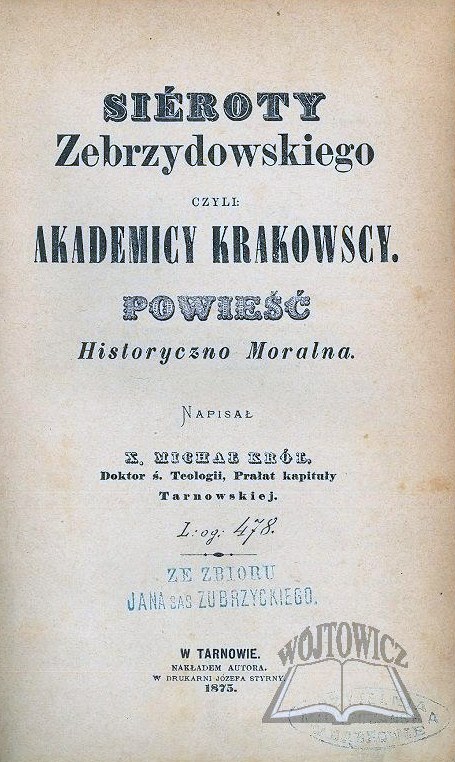 SIÉROTY
Zebrzydowskiego
CZYLI:
AKADEMICY KRAKOWSCY.
POWIEŚĆ
Historyczno Moralna.
NAPISAŁ
X. MICHAŁ KRÓL.
Doktor ś. Teologii, Prałat kapituły
Tarnowskiej.
L: og: 478.
ZE ZBIORU
JANA SAS ZUBRZYCKIEGO.
W TARNOWIE.
NAKŁADEM AUTORA.
W DRUKARNI JÓZEFA STYRNY.
1875.
WÓJTOWICZ